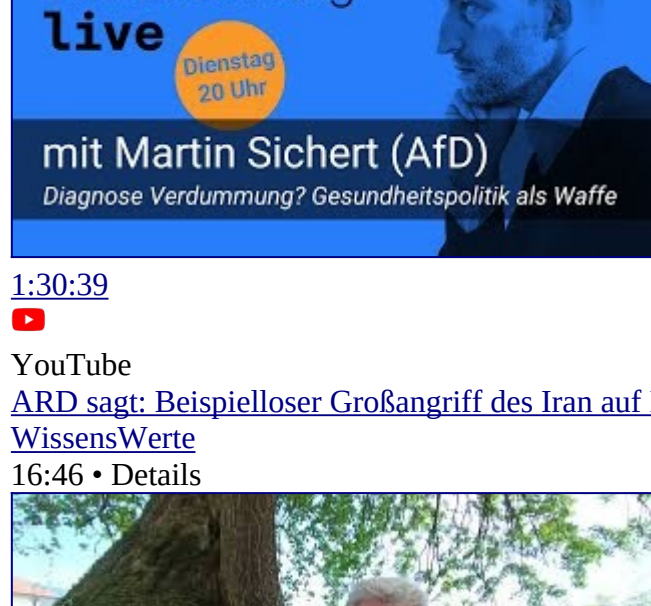 live
Dienstag
20 Uhr
mit Martin Sichert (AfD)
Diagnose Verdummung? Gesundheitspolitik als Waffe
1:30:39
YouTube
ARD sagt: Beispielloser Großangriff des Iran auf
WissensWerte
16:46 • Details